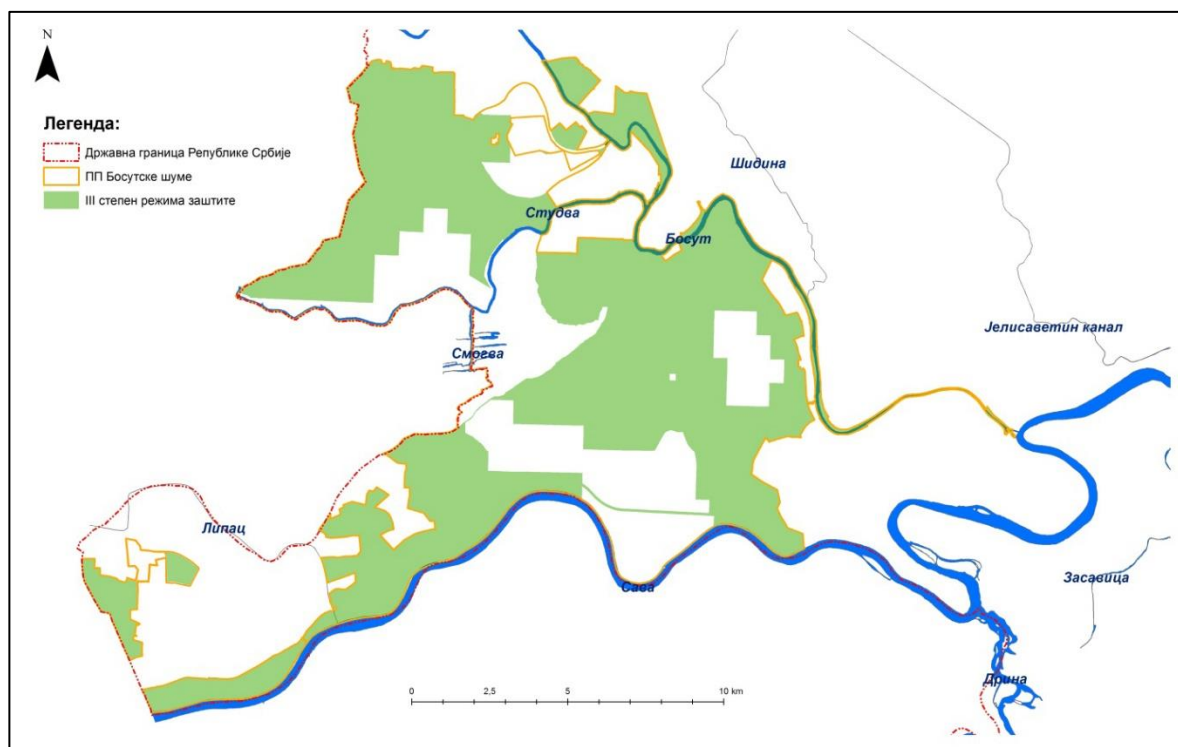 N
Легенда:
Државна граница Републике Србије
ПП Босутске шуме
III степен режима заштите
Шидина
Студва
Босут
Јелисаветин канал
Смогва
Липац
Сава
Засавица
Дрина
0 2,5 5 10 km